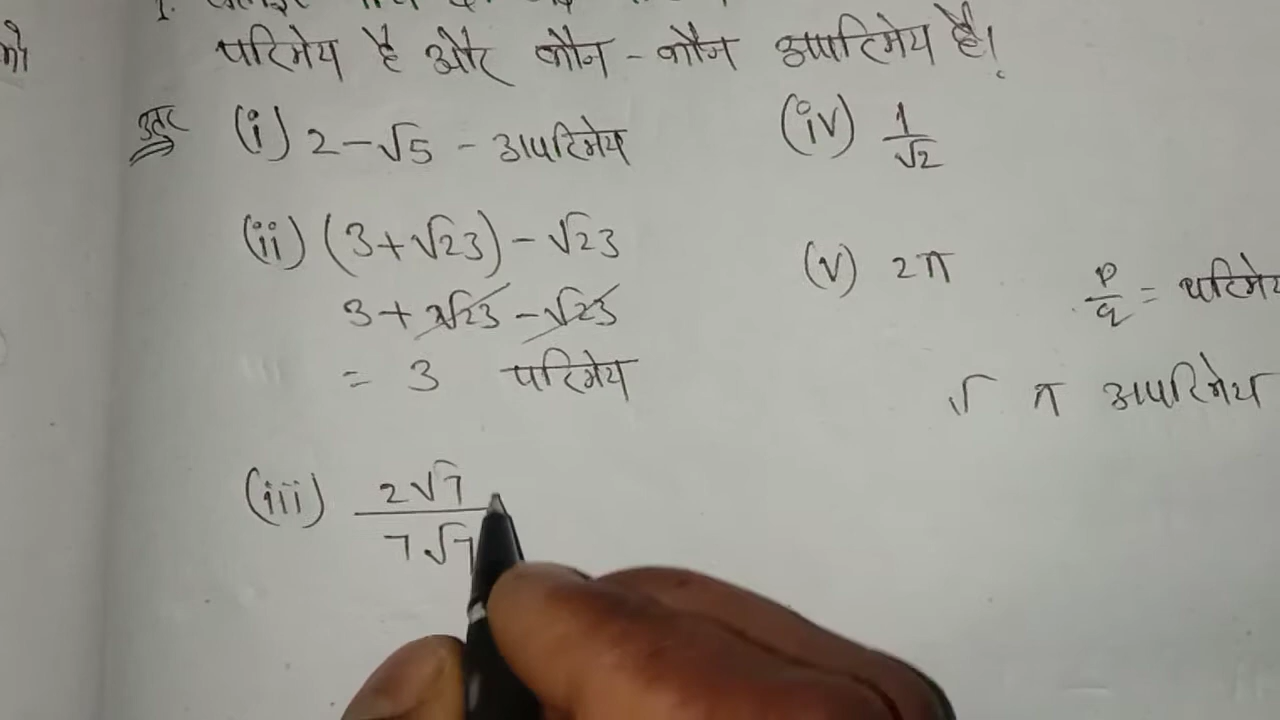 1.
परिमेय है और कौन - कौन अपरिमेय है।
उत्तर (i) 2 - √5 - अपरिमेय
(ii) (3 + √23) - √23
3 + √23 - √23
= 3 परिमेय
(iii) 2√7 / 7√7
(iv) 1/√2
(v) 2π
p/q = परिमेय
√ π अपरिमेय